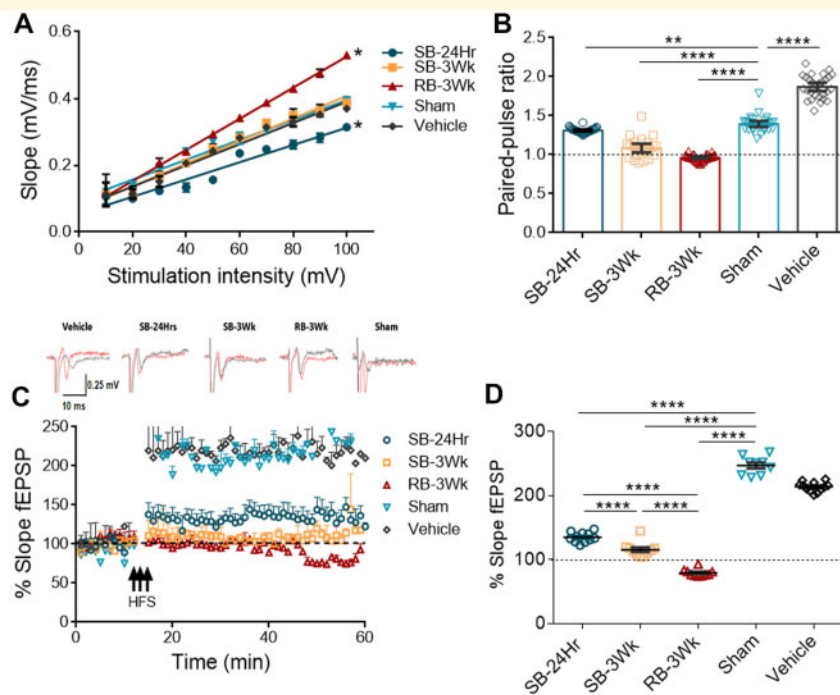 A
Slope (mV/ms)
0.6
0.4
0.2
0.0
0 20 40 60 80 100
Stimulation intensity (mV)
*
*
SB-24Hr
SB-3Wk
RB-3Wk
Sham
Vehicle
B
Paired-pulse ratio
2.5
2.0
1.5
1.0
0.5
0.0
** ****
****
****
SB-24Hr SB-3Wk RB-3Wk Sham Vehicle
Vehicle SB-24Hrs SB-3Wk RB-3Wk Sham
0.25 mV
10 ms
C
% Slope fEPSP
250
200
150
100
50
0
HFS
0 20 40 60
Time (min)
SB-24Hr
SB-3Wk
RB-3Wk
Sham
Vehicle
D
% Slope fEPSP
300
200
100
0
****
****
****
****
**** ****
SB-24Hr SB-3Wk RB-3Wk Sham Vehicle